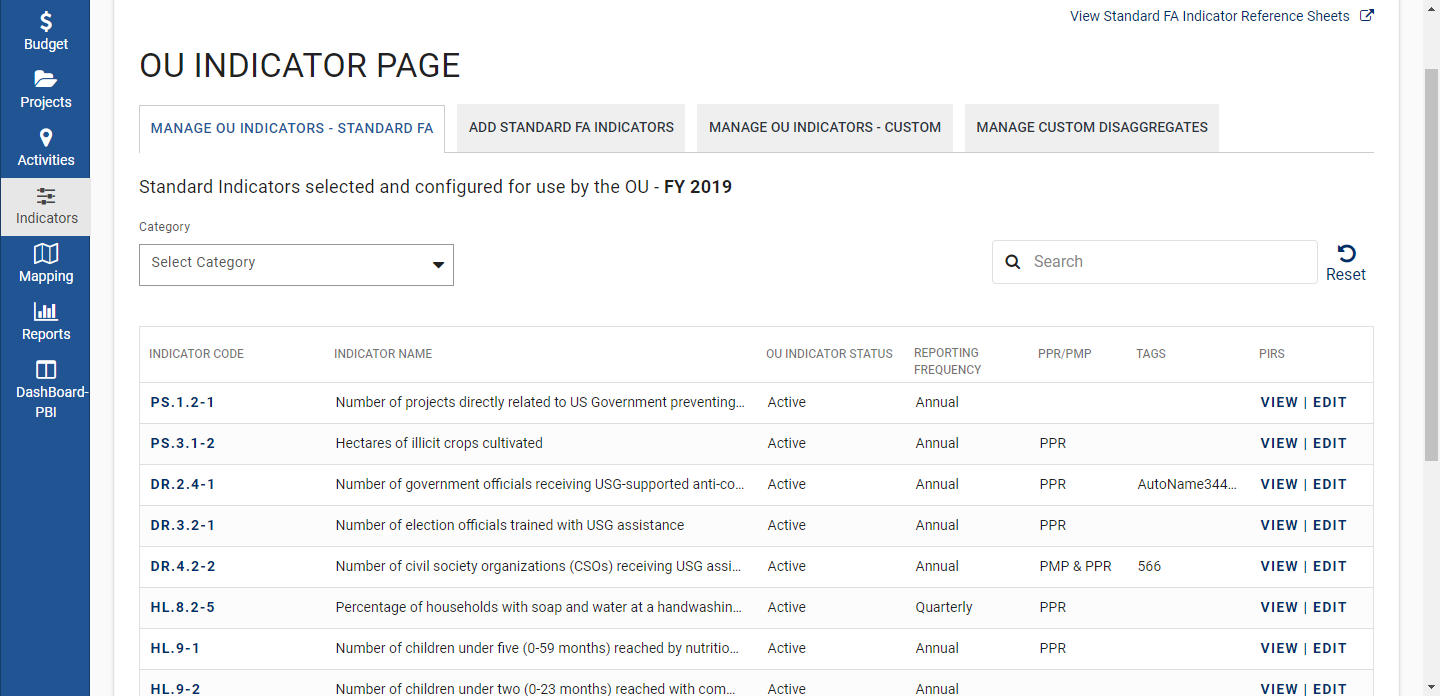 View Standard FA Indicator Reference Sheets
Budget
Projects
Activities
Indicators
Mapping
Reports
DashBoard-
PBI
OU INDICATOR PAGE
MANAGE OU INDICATORS - STANDARD FA
ADD STANDARD FA INDICATORS
MANAGE OU INDICATORS - CUSTOM
MANAGE CUSTOM DISAGGREGATES
Standard Indicators selected and configured for use by the OU - FY 2019
Category
Select Category
Search
Reset
INDICATOR CODE INDICATOR NAME OU INDICATOR STATUS REPORTING FREQUENCY PPR/PMP TAGS PIRS
PS.1.2-1 Number of projects directly related to US Government preventing... Active Annual VIEW | EDIT
PS.3.1-2 Hectares of illicit crops cultivated Active Annual PPR VIEW | EDIT
DR.2.4-1 Number of government officials receiving USG-supported anti-co... Active Annual PPR AutoName344... VIEW | EDIT
DR.3.2-1 Number of election officials trained with USG assistance Active Annual PPR VIEW | EDIT
DR.4.2-2 Number of civil society organizations (CSOs) receiving USG assi... Active Annual PMP & PPR 566 VIEW | EDIT
HL.8.2-5 Percentage of households with soap and water at a handwashin... Active Quarterly PPR VIEW | EDIT
HL.9-1 Number of children under five (0-59 months) reached by nutritio... Active Annual PPR VIEW | EDIT
HL.9-2 Number of children under two (0-23 months) reached with com... Active Annual VIEW | EDIT